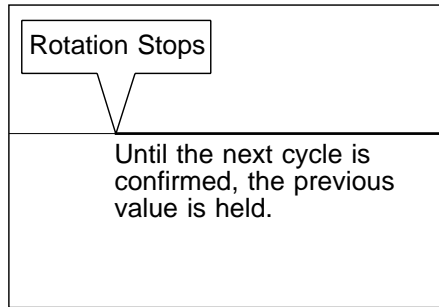 Rotation Stops
Until the next cycle is
confirmed, the previous
value is held.